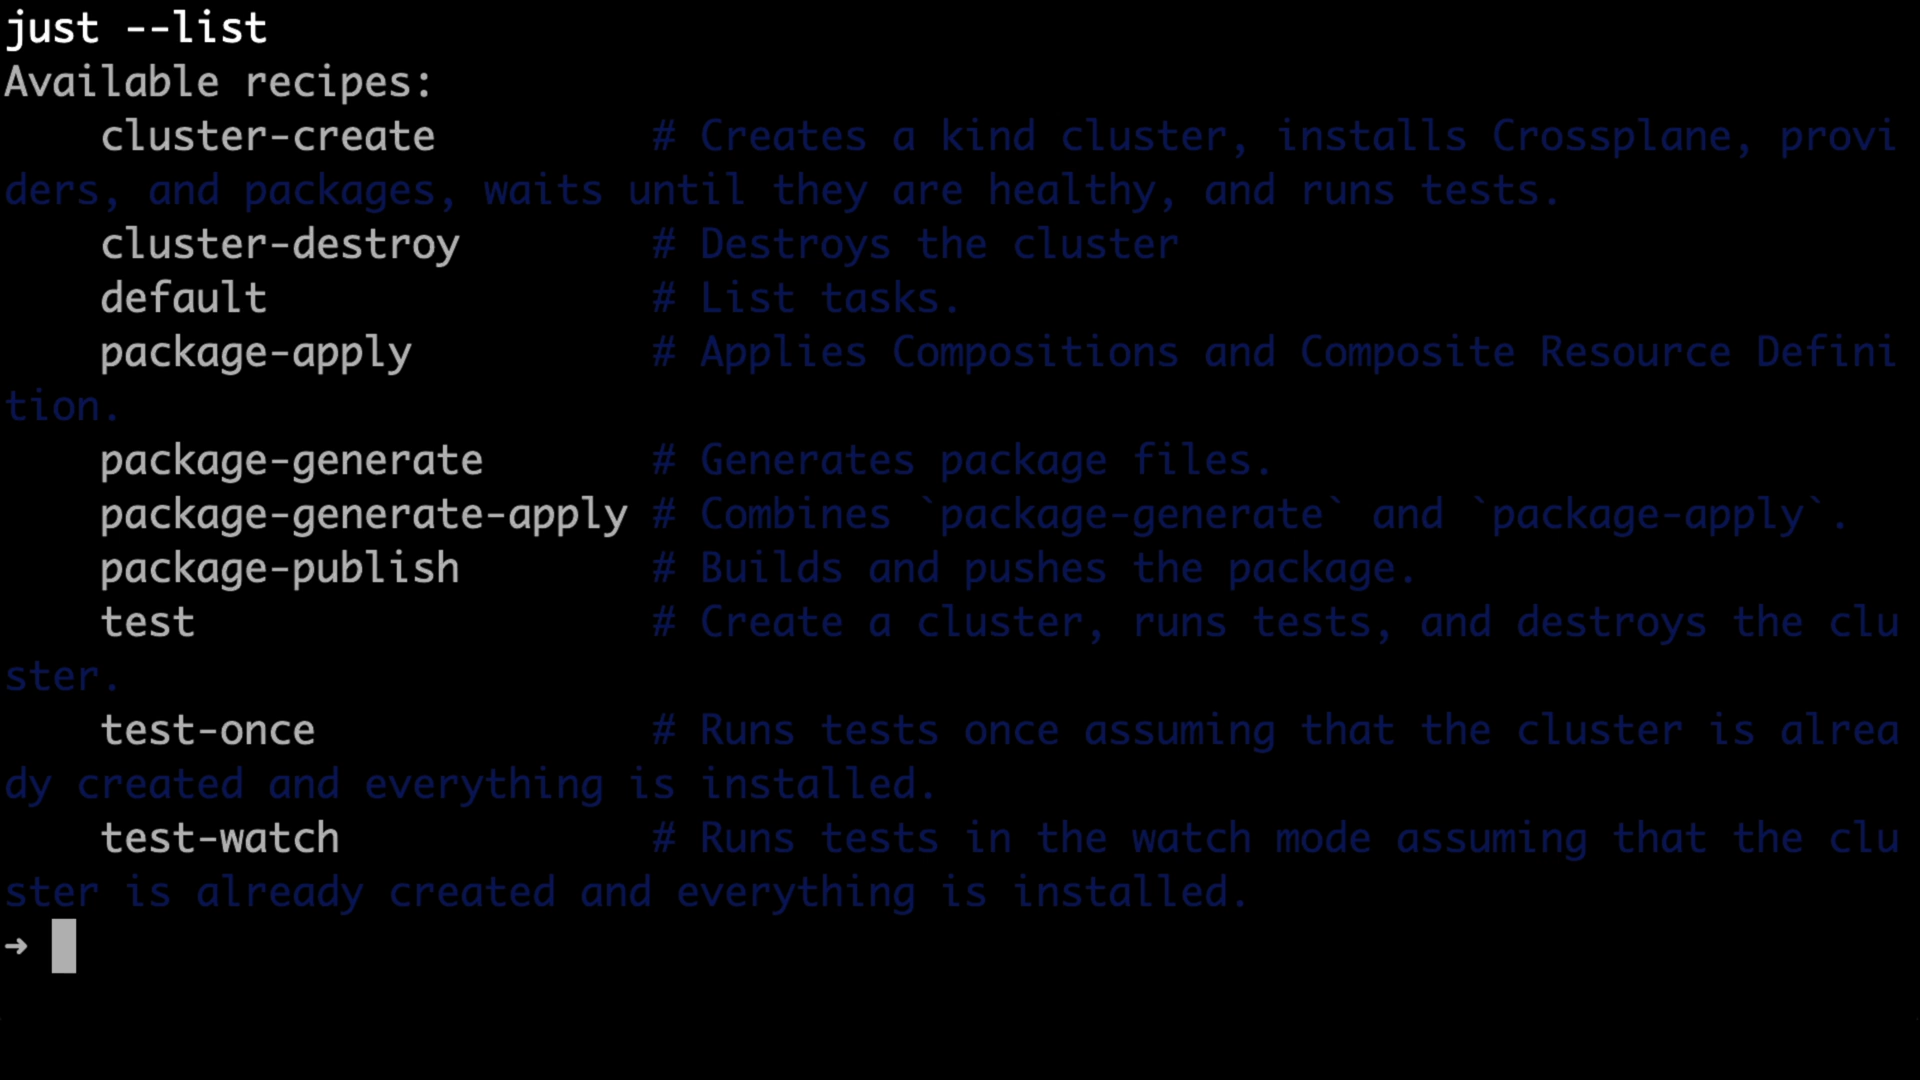 just --list
Available recipes:
    cluster-create         # Creates a kind cluster, installs Crossplane, provi
ders, and packages, waits until they are healthy, and runs tests.
    cluster-destroy        # Destroys the cluster
    default                # List tasks.
    package-apply          # Applies Compositions and Composite Resource Defini
tion.
    package-generate       # Generates package files.
    package-generate-apply # Combines `package-generate` and `package-apply`.
    package-publish        # Builds and pushes the package.
    test                   # Create a cluster, runs tests, and destroys the clu
ster.
    test-once              # Runs tests once assuming that the cluster is alrea
dy created and everything is installed.
    test-watch             # Runs tests in the watch mode assuming that the clu
ster is already created and everything is installed.
➜